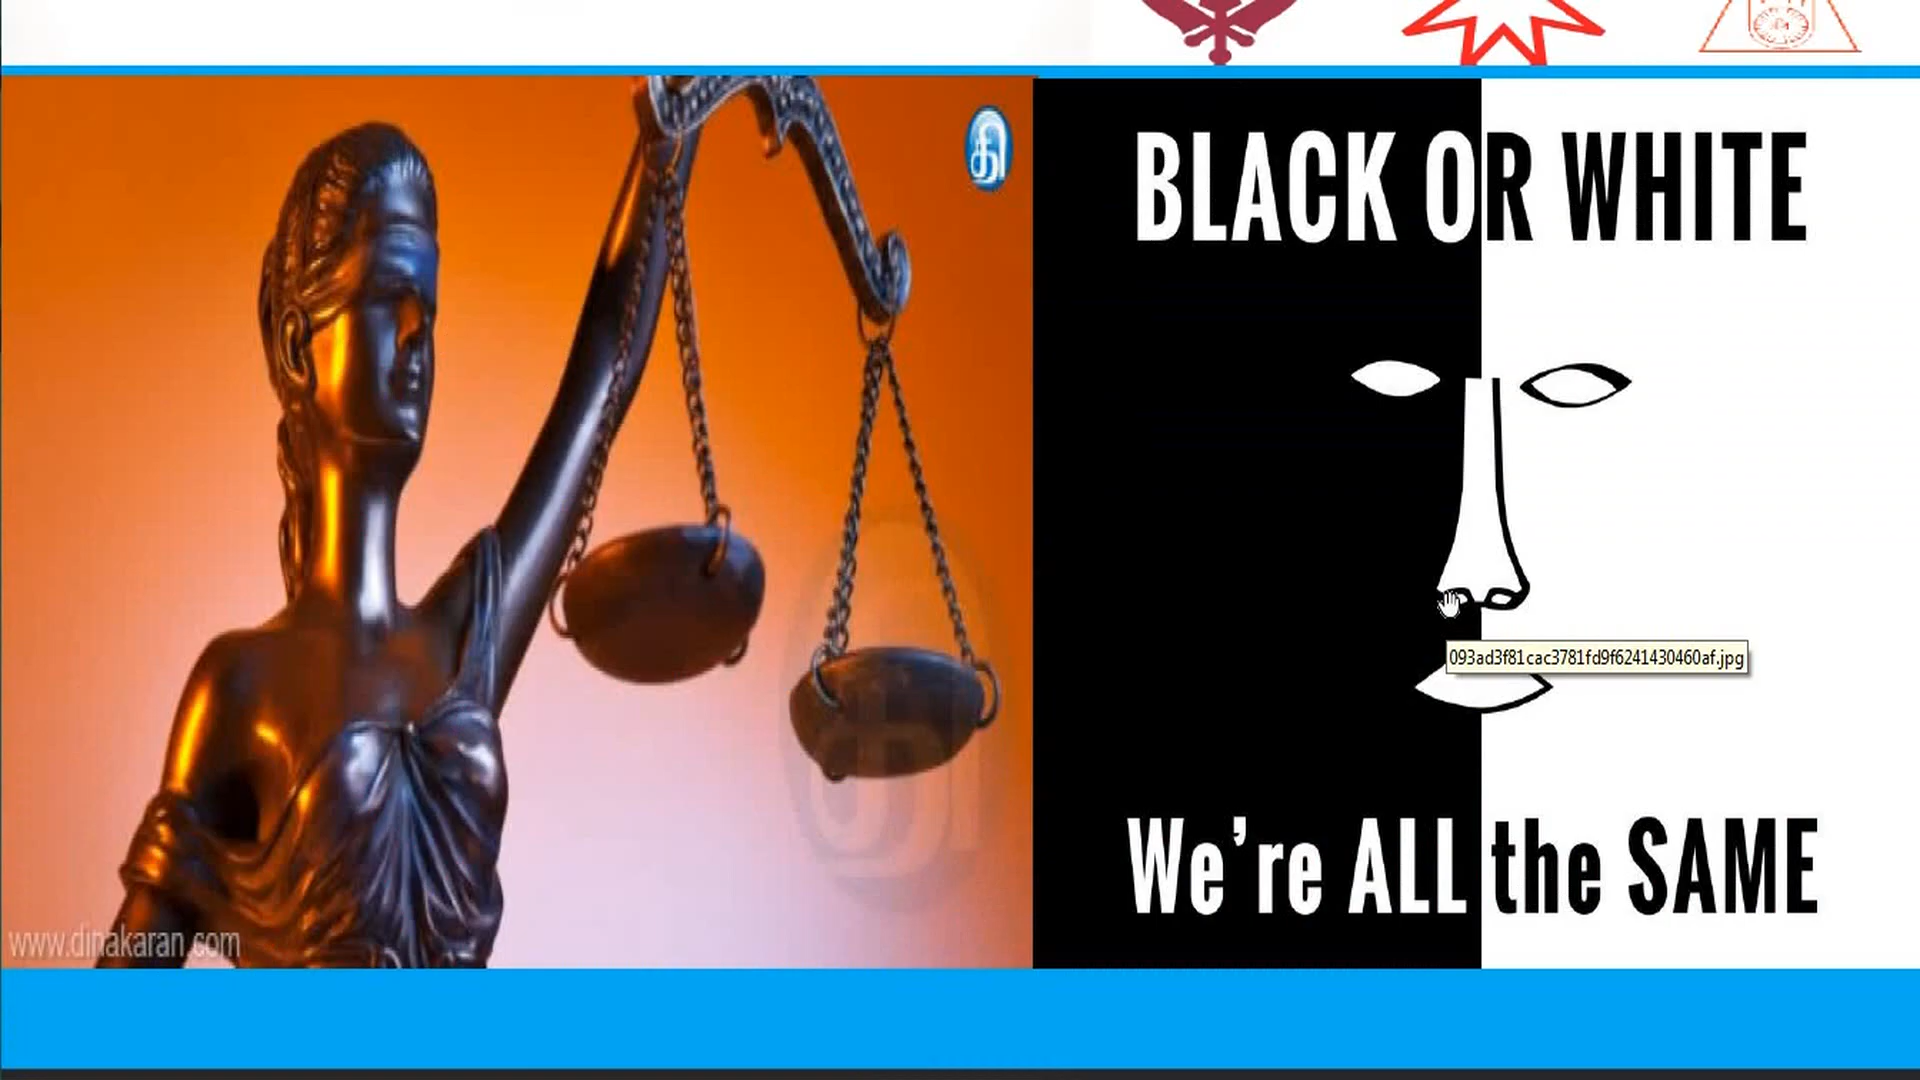 தி
BLACK OR WHITE
093ad3f81cac3781fd9f6241430460af.jpg
We're ALL the SAME
www.dinakaran.com